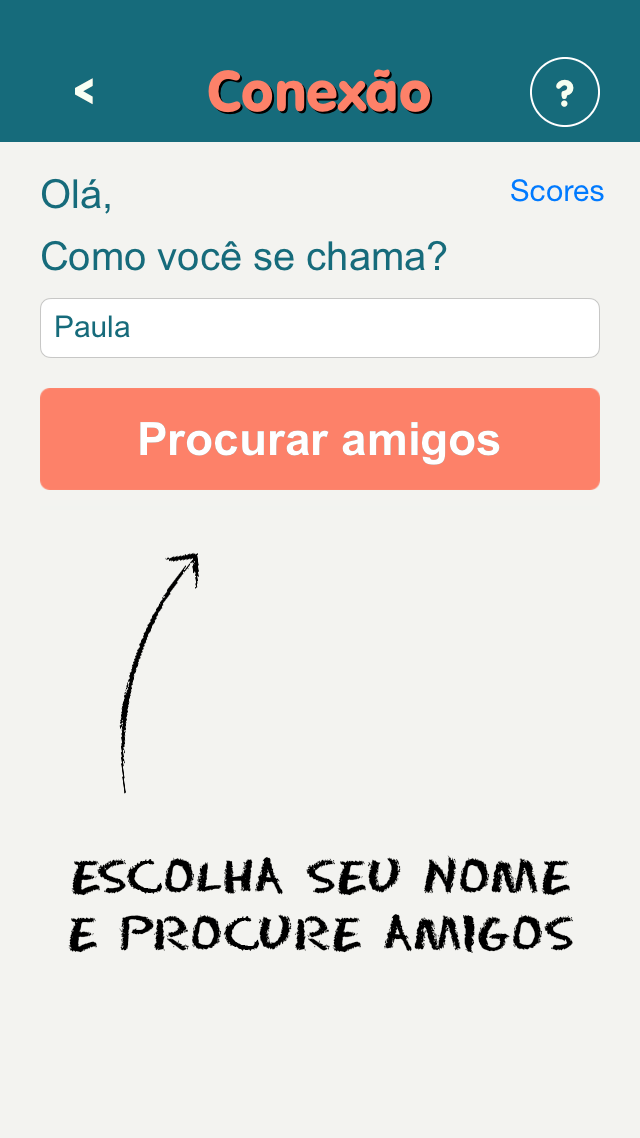 <
Conexão
?
Olá,
Scores
Como você se chama?
Paula
Procurar amigos
ESCOLHA SEU NOME
E PROCURE AMIGOS